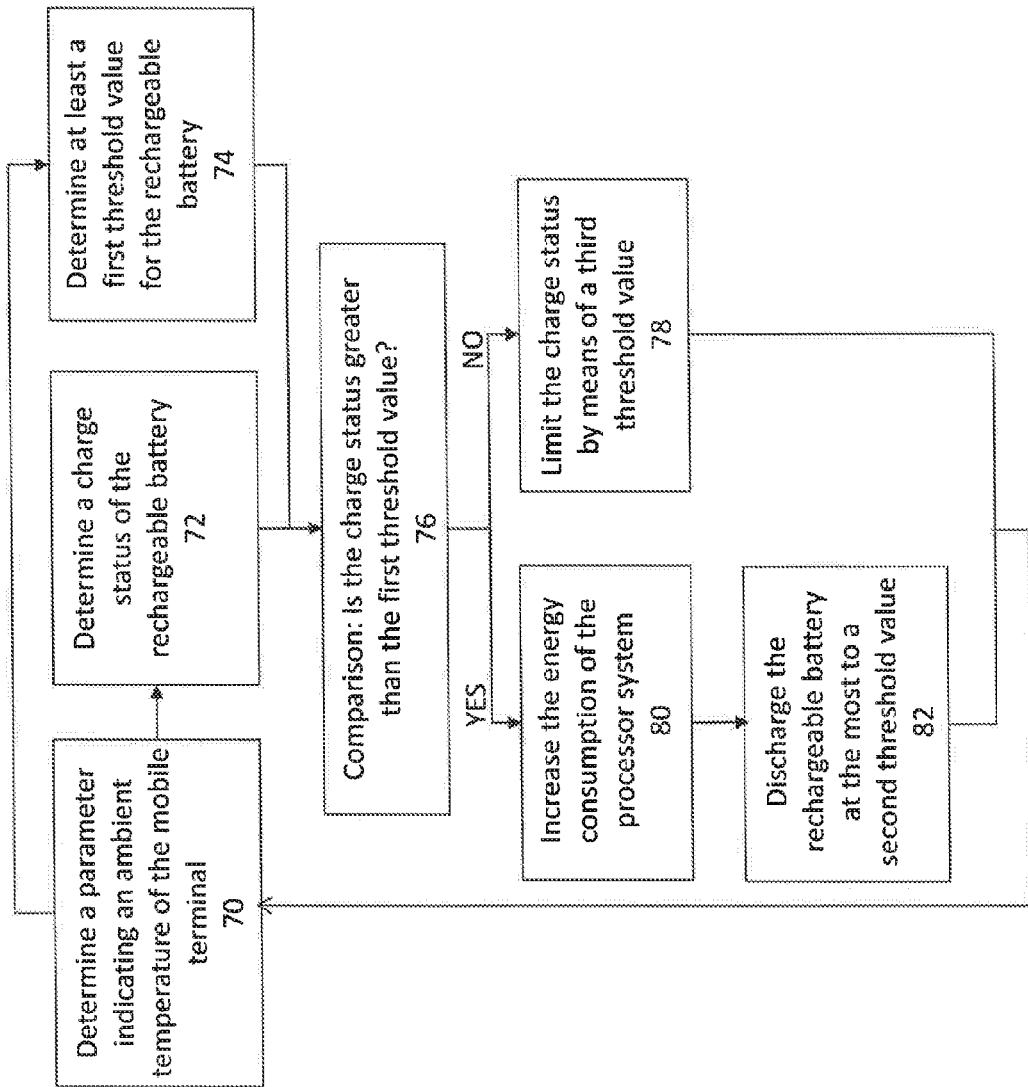 Determine a parameter
indicating an ambient
temperature of the mobile
terminal
70
Determine a charge
status of the
rechargeable battery
72
Determine at least a
first threshold value
for the rechargeable
battery
74
Comparison: Is the charge status greater
than the first threshold value?
76
YES
NO
Increase the energy
consumption of the
processor system
80
Limit the charge status
by means of a third
threshold value
78
Discharge the
rechargeable battery
at the most to a
second threshold value
82